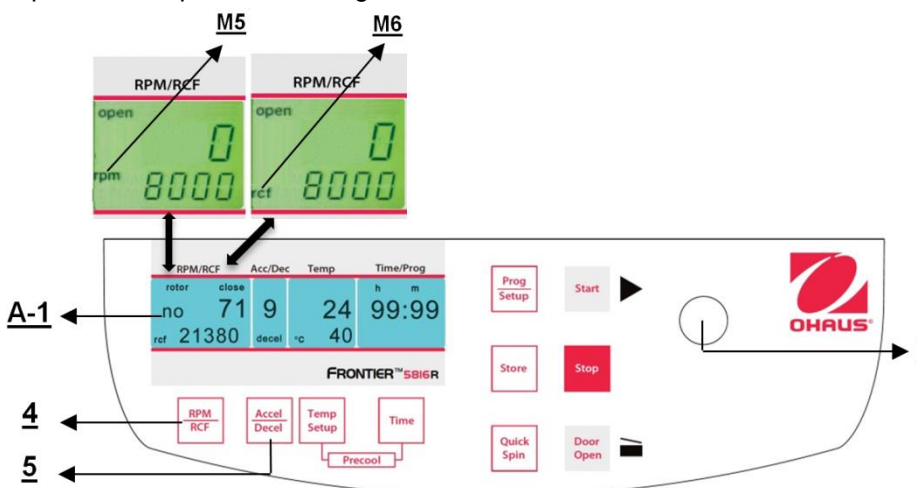 M5
M6
RPM/RCF
RPM/RCF
open
0
rpm 8000
open
0
rcf 8000
RPM/RCF Acc/Dec Temp Time/Prog
rotor close h m
no 71 9 24 99:99
rcf 21380 decel °C 40
FRONTIER™ 5816R
A-1
4
5
RPM
RCF
Accel
Decel
Temp
Setup
Time
Precool
Prog
Setup
Start
Store
Stop
Quick
Spin
Door
Open
OHAUS®